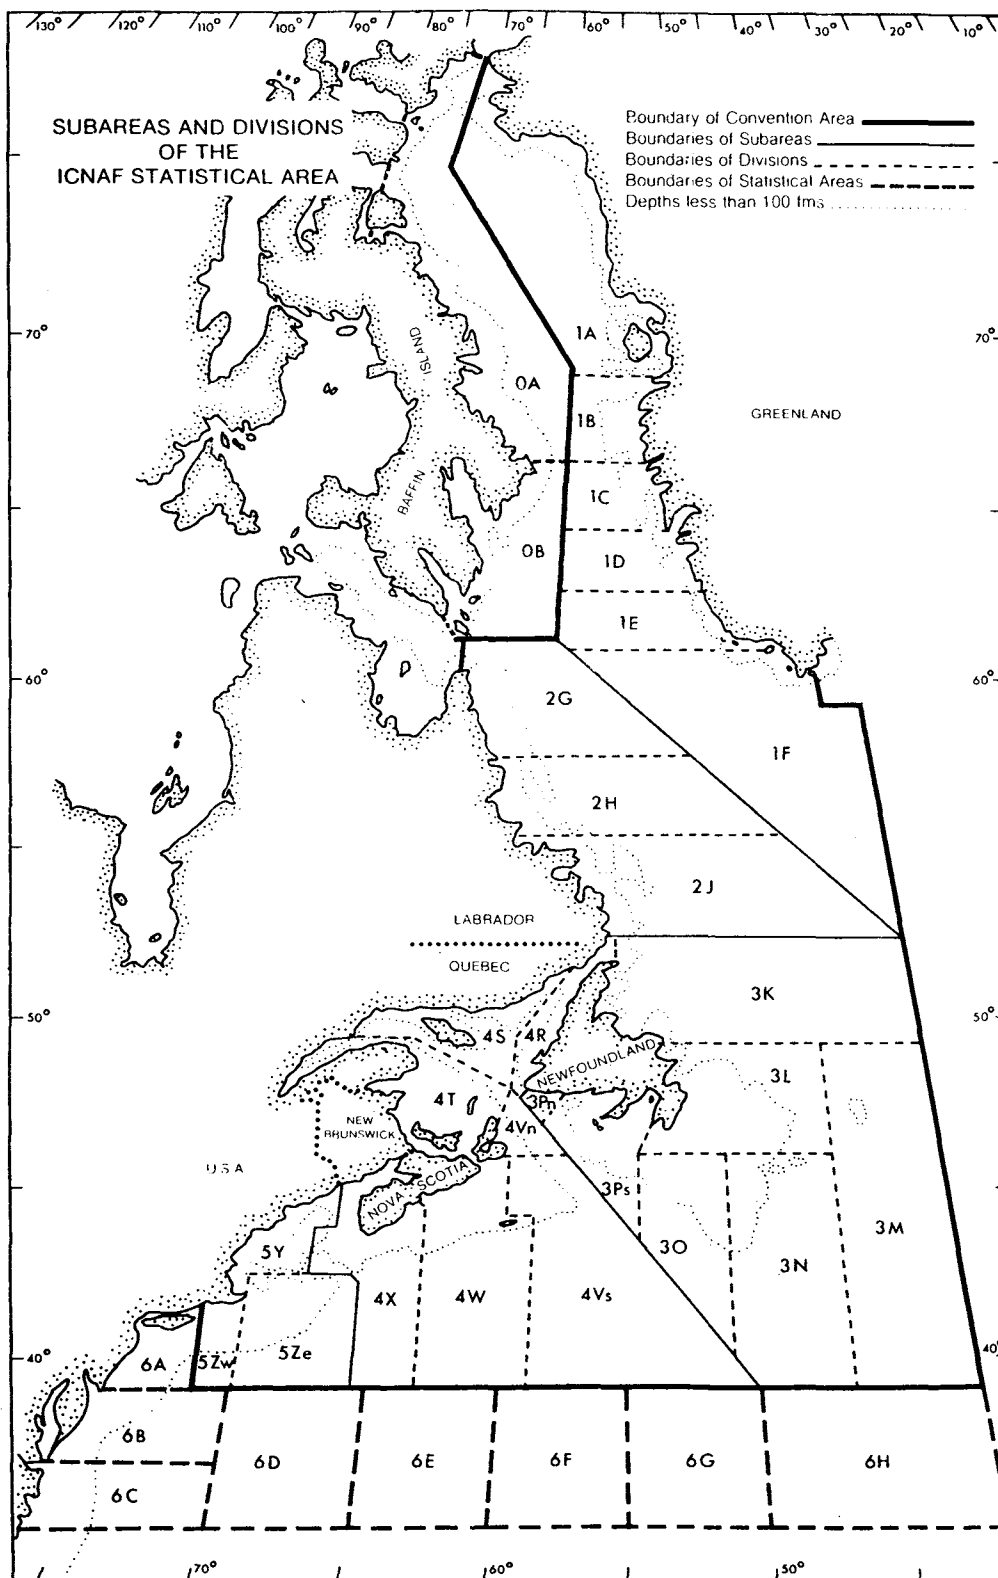 130° 120° 100° 90° 80° 70° 60° 50° 40° 30° 20° 10°
SUBAREAS AND DIVISIONS
OF THE
ICNAF STATISTICAL AREA
Boundary of Convention Area
Boundaries of Subareas
Boundaries of Divisions
Boundaries of Statistical Areas
Depths less than 100 fms
70°
70°
1A
ISLAND
0A
1B
GREENLAND
BAFFIN
1C
0B
1D
1E
60°
60°
2G
1F
2H
2J
LABRADOR
QUEBEC
3K
50°
50°
4S
4R
NEWFOUNDLAND
3L
4T
3Pn
NEW
BRUNSWICK
4Vn
U.S.A
NOVA SCOTIA
3Ps
3M
5Y
3O
3N
4X
4W
4Vs
40°
6A
5Zw
5Ze
40°
6B
6D
6E
6F
6G
6H
6C
70°
60°
50°